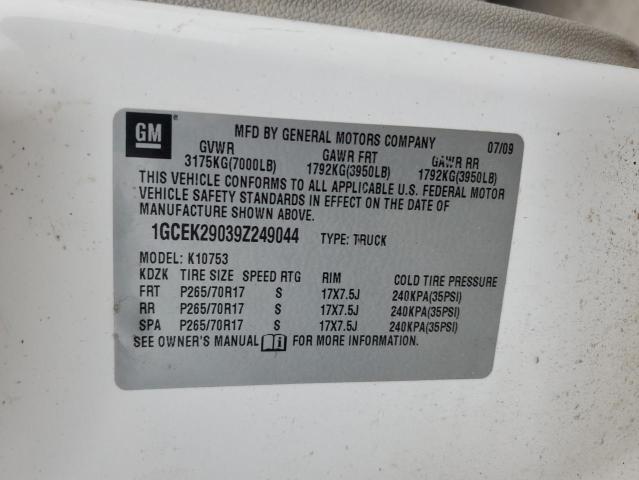 GM ®
MFD BY GENERAL MOTORS COMPANY 07/09
GVWR GAWR FRT GAWR RR
3175KG(7000LB) 1792KG(3950LB) 1792KG(3950LB)
THIS VEHICLE CONFORMS TO ALL APPLICABLE U.S. FEDERAL MOTOR
VEHICLE SAFETY STANDARDS IN EFFECT ON THE DATE OF
MANUFACTURE SHOWN ABOVE.
1GCEK29039Z249044 TYPE: TRUCK
MODEL: K10753
KDZK TIRE SIZE SPEED RTG RIM COLD TIRE PRESSURE
FRT P265/70R17 S 17X7.5J 240KPA(35PSI)
RR P265/70R17 S 17X7.5J 240KPA(35PSI)
SPA P265/70R17 S 17X7.5J 240KPA(35PSI)
SEE OWNER'S MANUAL FOR MORE INFORMATION.